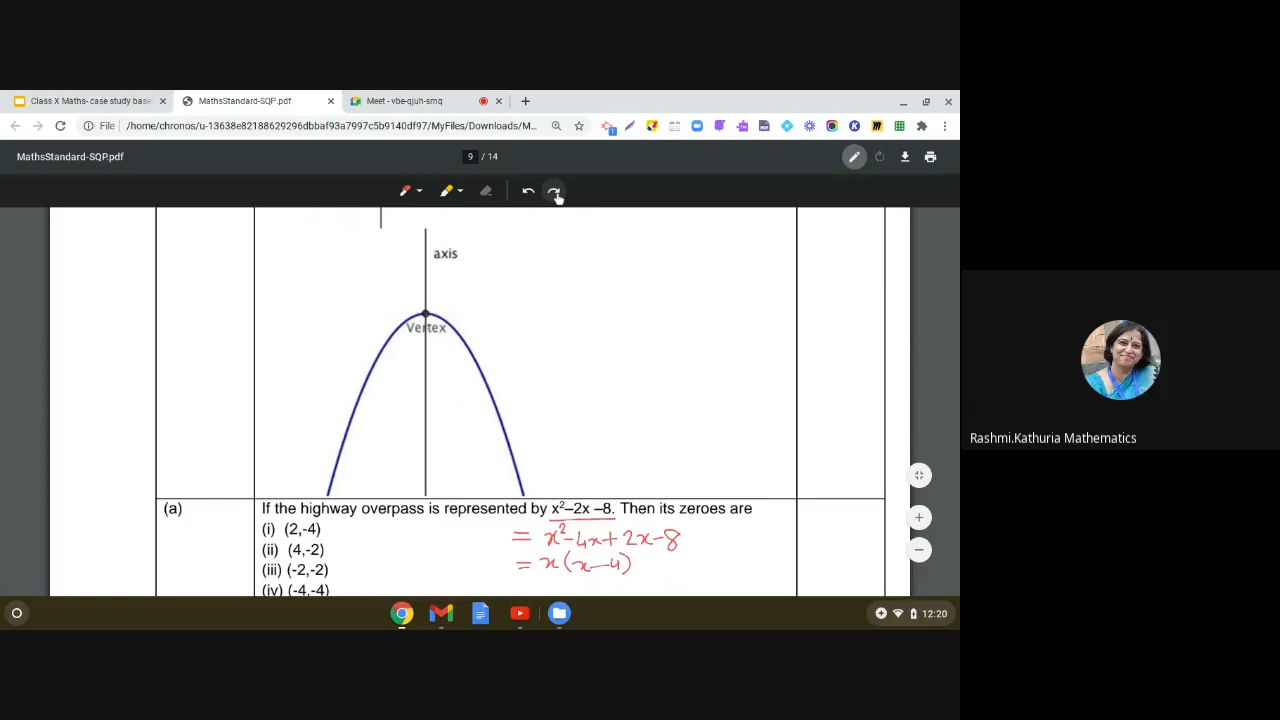 Class X Maths- case study base
MathsStandard-SQP.pdf
Meet - vbe-qjuh-smq
File
/home/chronos/u-13638e82188629296dbbaf93a7997c5b9140df97/MyFiles/Downloads/M...
MathsStandard-SQP.pdf
9 / 14
axis
Vertex
(a)
If the highway overpass is represented by x²–2x –8. Then its zeroes are
(i) (2,-4)
(ii) (4,-2)
(iii) (-2,-2)
(iv) (-4,-4)
= x²-4x+2x-8
= x(x-4)
Rashmi.Kathuria Mathematics
12:20